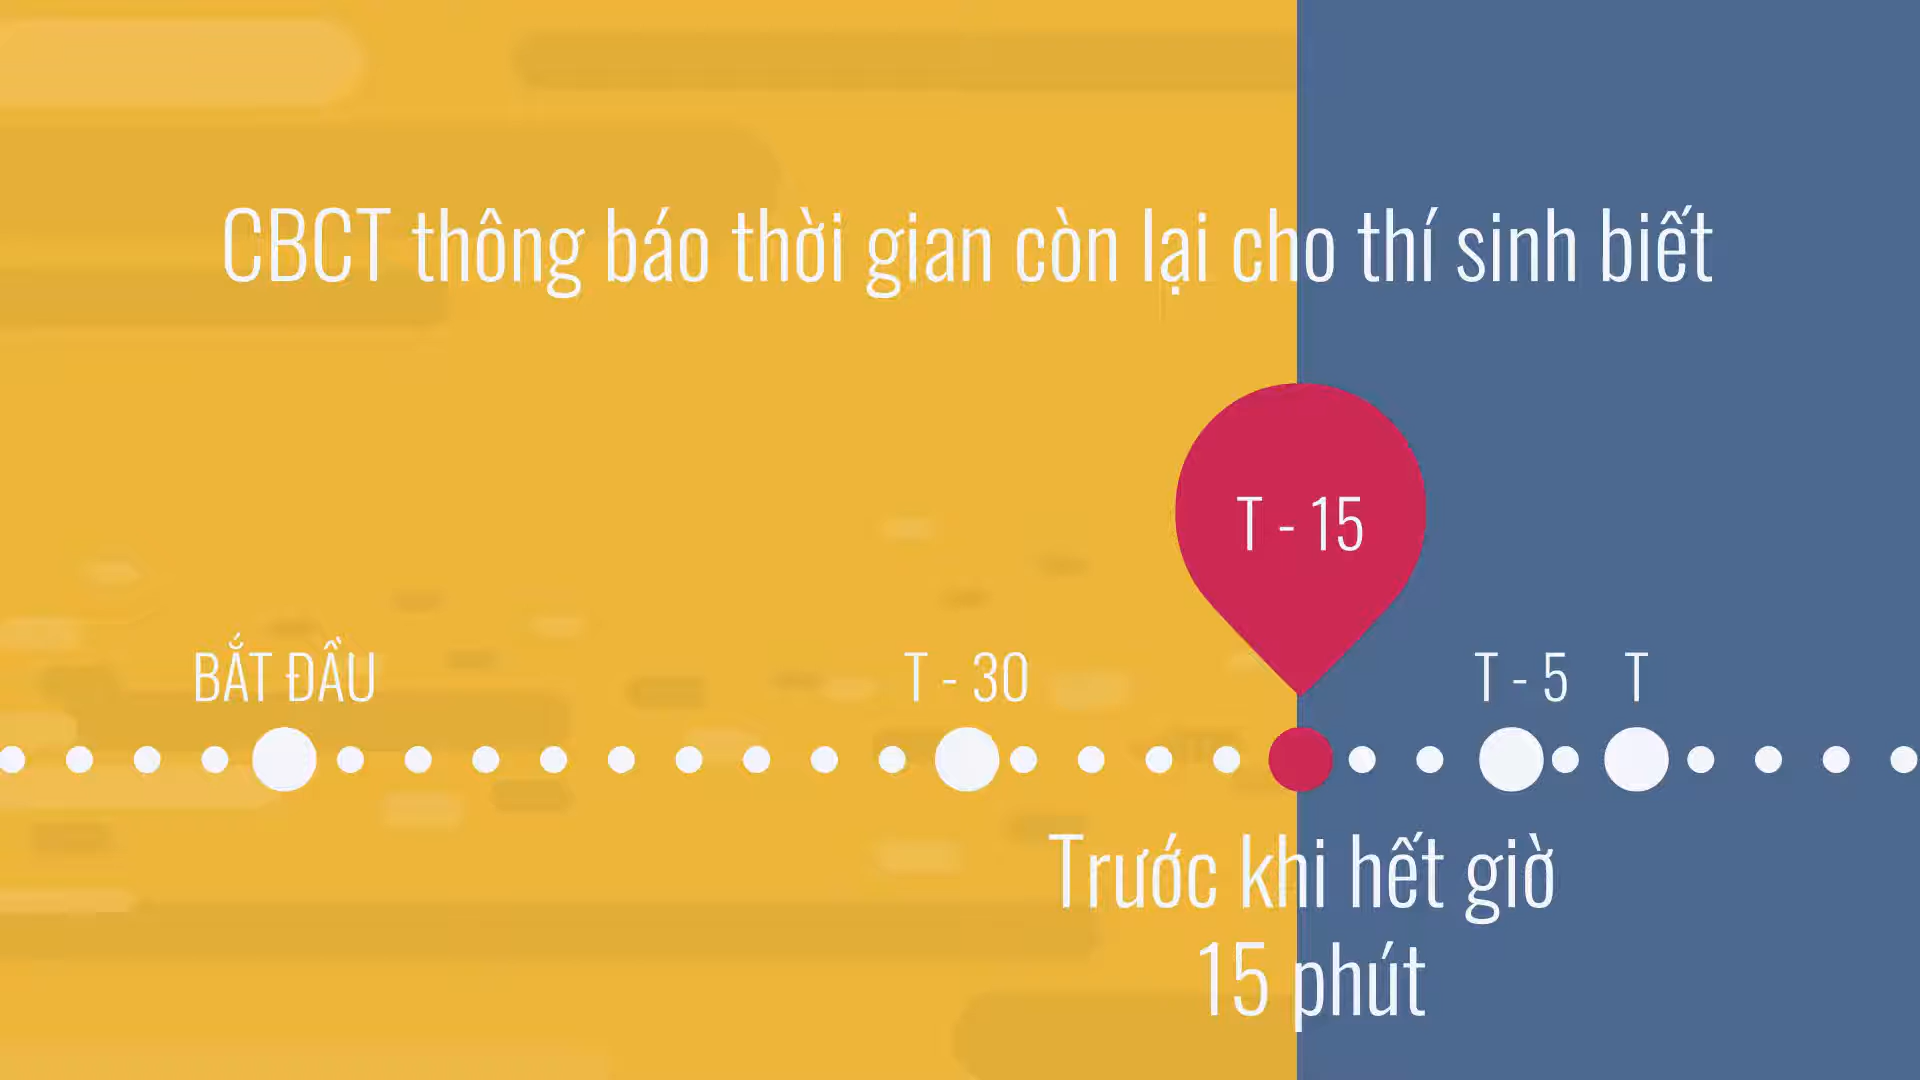 CBCT thông báo thời gian còn lại cho thí sinh biết
T - 15
BẮT ĐẦU
T - 30
T - 5
T
Trước khi hết giờ
15 phút